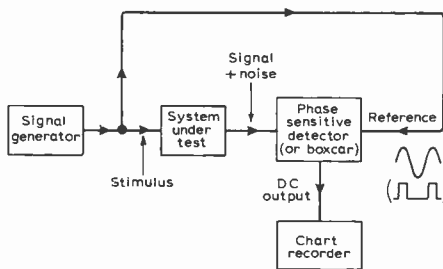 Signal
+ noise
Signal
generator
System
under
test
Phase
sensitive
detector
(or boxcar)
Reference
Stimulus
DC
output
Chart
recorder